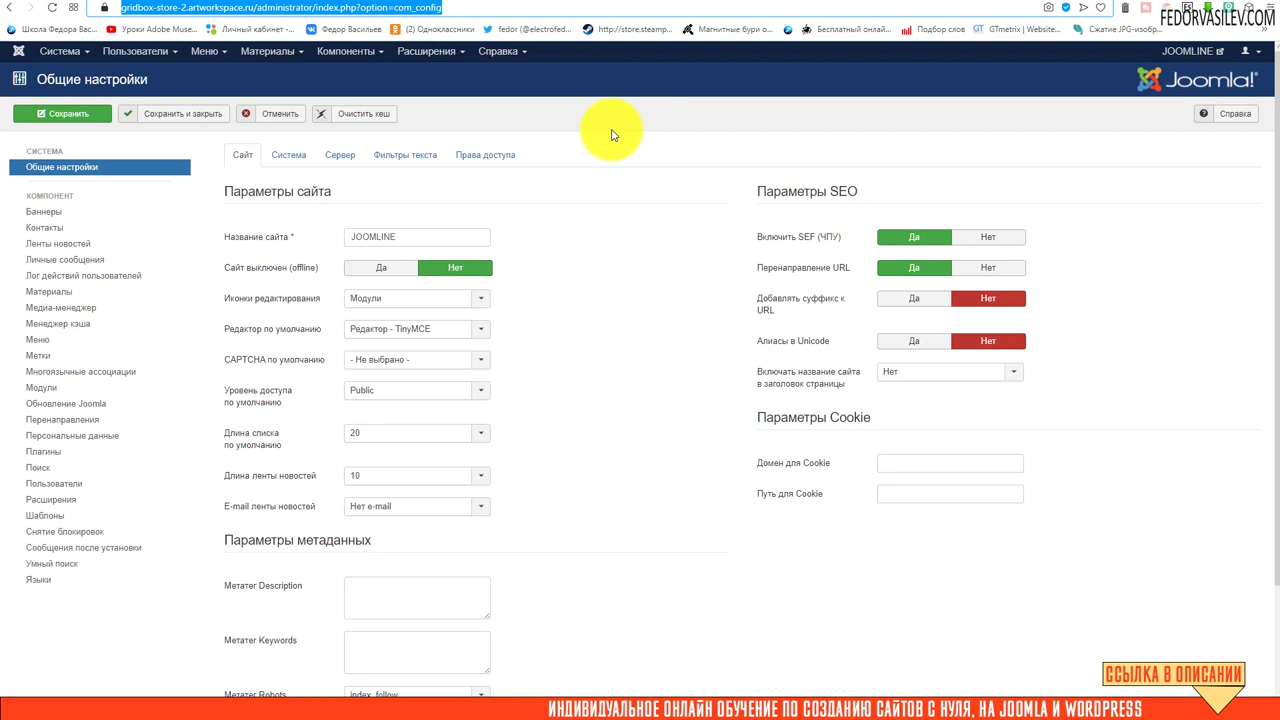 gridbox-store-2.artworkspace.ru/administrator/index.php?option=com_config
FEDORVASILEV.COM
Школа Федора Вас...
Уроки Adobe Muse...
Личный кабинет -...
Федор Васильев
(2) Одноклассники
fedor (@electrofed...
http://store.steamp...
Магнитные бури о...
Бесплатный онлай...
Подбор слов
GTmetrix | Website...
Сжатие JPG-изобр...
Система
Пользователи
Меню
Материалы
Компоненты
Расширения
Справка
JOOMLINE
Общие настройки
Joomla!
Сохранить
Сохранить и закрыть
Отменить
Очистить кеш
Справка
СИСТЕМА
Общие настройки
КОМПОНЕНТ
Баннеры
Контакты
Ленты новостей
Личные сообщения
Лог действий пользователей
Материалы
Медиа-менеджер
Менеджер кэша
Меню
Метки
Многоязычные ассоциации
Модули
Обновление Joomla
Перенаправления
Персональные данные
Плагины
Поиск
Пользователи
Расширения
Шаблоны
Снятие блокировок
Сообщения после установки
Умный поиск
Языки
Сайт
Система
Сервер
Фильтры текста
Права доступа
Параметры сайта
Название сайта *
JOOMLINE
Сайт выключен (offline)
Да
Нет
Иконки редактирования
Модули
Редактор по умолчанию
Редактор - TinyMCE
CAPTCHA по умолчанию
- Не выбрано -
Уровень доступа
по умолчанию
Public
Длина списка
по умолчанию
20
Длина ленты новостей
10
E-mail ленты новостей
Нет e-mail
Параметры метаданных
Метатег Description
Метатег Keywords
Метатег Robots
index, follow
Параметры SEO
Включить SEF (ЧПУ)
Да
Нет
Перенаправление URL
Да
Нет
Добавлять суффикс к
URL
Да
Нет
Алиасы в Unicode
Да
Нет
Включать название сайта
в заголовок страницы
Нет
Параметры Cookie
Домен для Cookie
Путь для Cookie
ССЫЛКА В ОПИСАНИИ
ИНДИВИДУАЛЬНОЕ ОНЛАЙН ОБУЧЕНИЕ ПО СОЗДАНИЮ САЙТОВ С НУЛЯ, НА JOOMLA И WORDPRESS